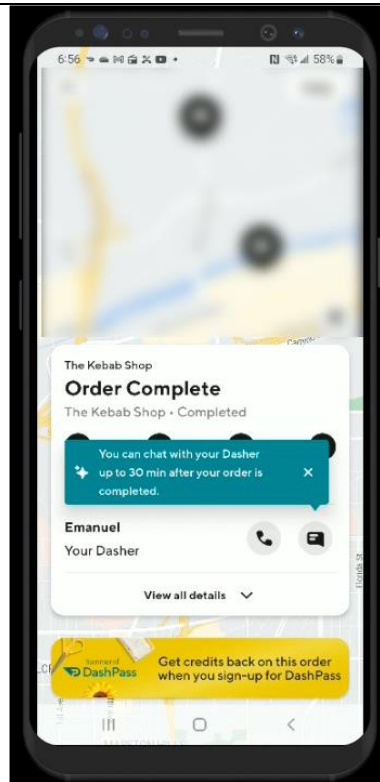 6:56
58%
The Kebab Shop
Order Complete
The Kebab Shop • Completed
You can chat with your Dasher
up to 30 min after your order is
completed.
Emanuel
Your Dasher
Florida St
View all details
Summer of
DashPass
Get credits back on this order
when you sign-up for DashPass